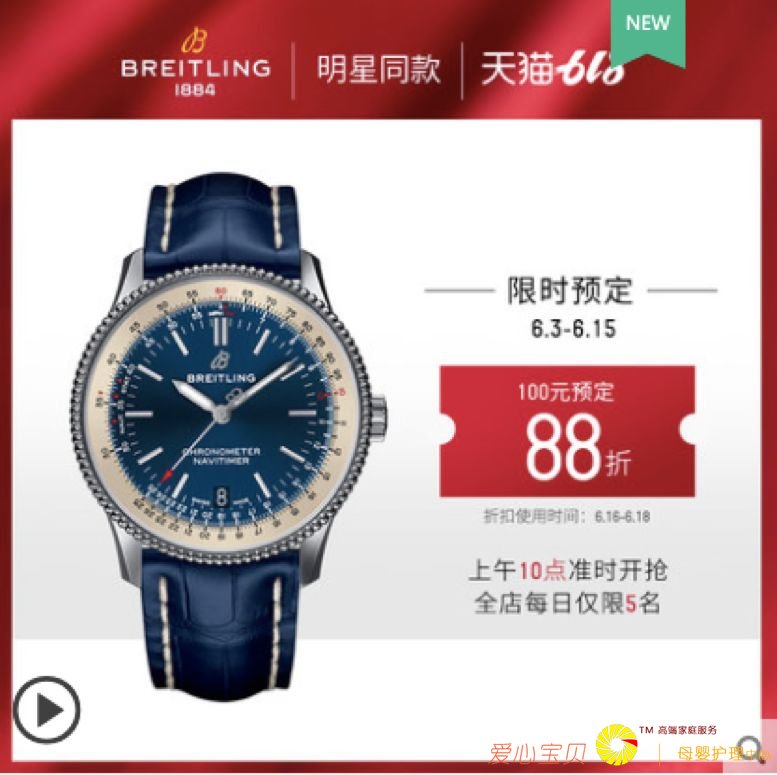 NEW
BREITLING
1884
明星同款
天猫618
限时预定
6.3-6.15
100元预定
88折
折扣使用时间：6.16-6.18
上午10点准时开抢
全店每日仅限5名
60
BREITLING
CHRONOMETER
NAVITIMER
8
爱心宝贝
TM 高端家庭服务
母婴护理